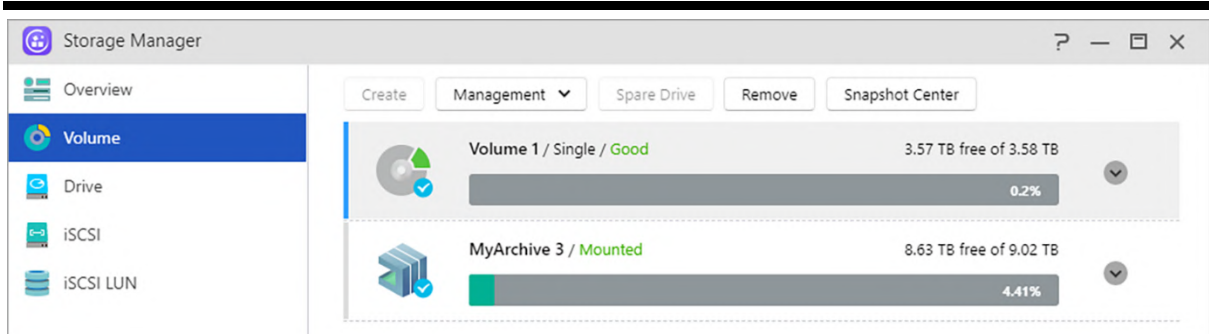 Storage Manager
Overview
Volume
Drive
iSCSI
iSCSI LUN
Create Management Spare Drive Remove Snapshot Center
Volume 1 / Single / Good 3.57 TB free of 3.58 TB
0.2%
MyArchive 3 / Mounted 8.63 TB free of 9.02 TB
4.41%